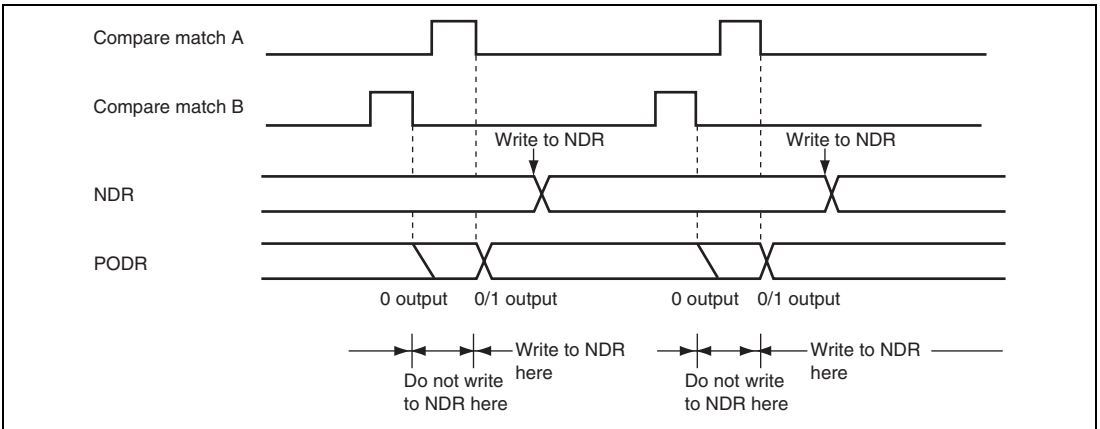 Compare match A
Compare match B
Write to NDR Write to NDR
NDR
PODR
0 output 0/1 output 0 output 0/1 output
Write to NDR here Write to NDR here
Do not write to NDR here Do not write to NDR here